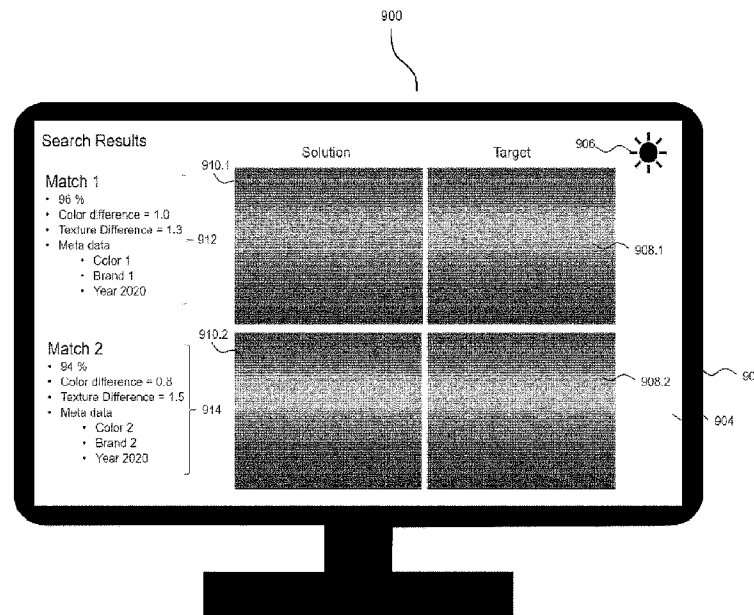 900
Search Results
Solution
Target
906
910.1
Match 1
• 96 %
• Color difference = 1.0
• Texture Difference = 1.3
• Meta data
• Color 1
• Brand 1
• Year 2020
912
908.1
910.2
Match 2
• 94 %
• Color difference = 0.8
• Texture Difference = 1.5
• Meta data
• Color 2
• Brand 2
• Year 2020
914
908.2
90
904